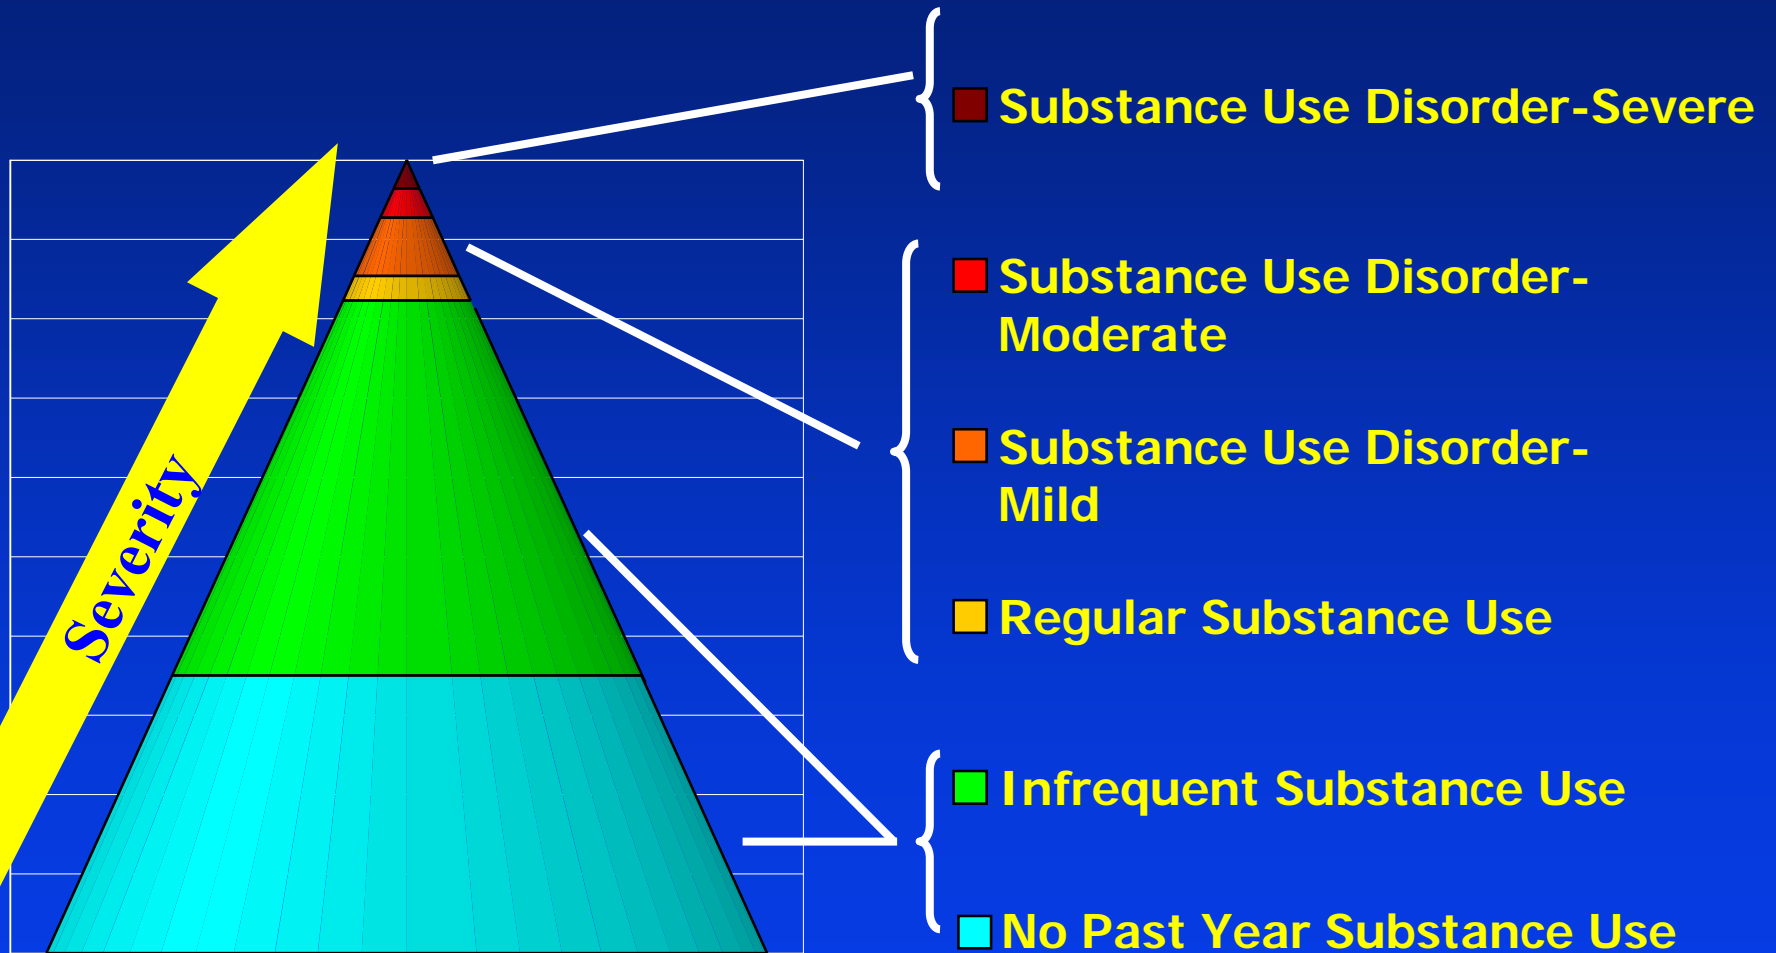 Substance Use Disorder-Severe
Substance Use Disorder-
Moderate
Substance Use Disorder-
Mild
Regular Substance Use
Infrequent Substance Use
No Past Year Substance Use
Severity